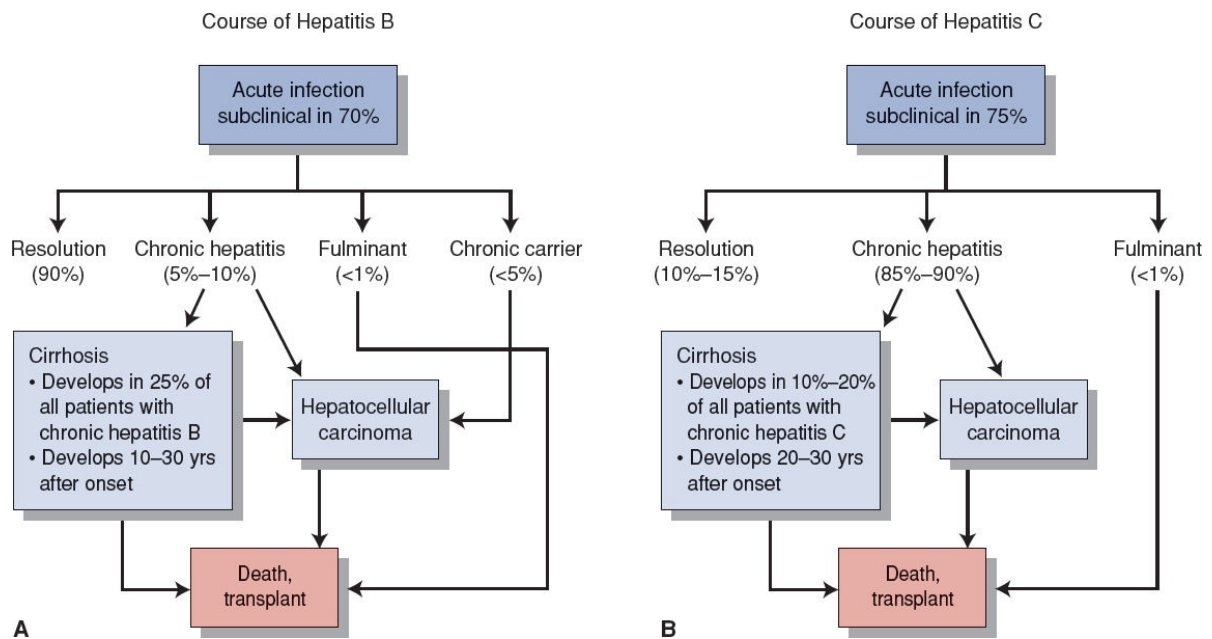 Course of Hepatitis B
Acute infection
subclinical in 70%
Resolution
(90%)
Chronic hepatitis
(5%–10%)
Fulminant
(<1%)
Chronic carrier
(<5%)
Cirrhosis
• Develops in 25% of
all patients with
chronic hepatitis B
• Develops 10–30 yrs
after onset
Hepatocellular
carcinoma
Death,
transplant
A
Course of Hepatitis C
Acute infection
subclinical in 75%
Resolution
(10%–15%)
Chronic hepatitis
(85%–90%)
Fulminant
(<1%)
Cirrhosis
• Develops in 10%–20%
of all patients with
chronic hepatitis C
• Develops 20–30 yrs
after onset
Hepatocellular
carcinoma
Death,
transplant
B